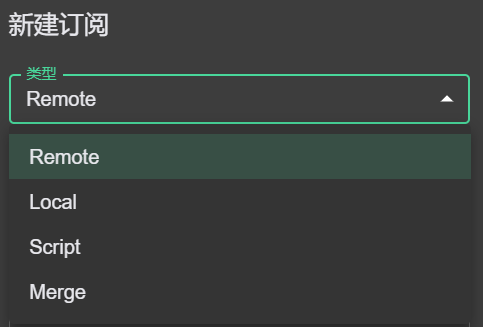 新建订阅
类型
Remote
Remote
Local
Script
Merge